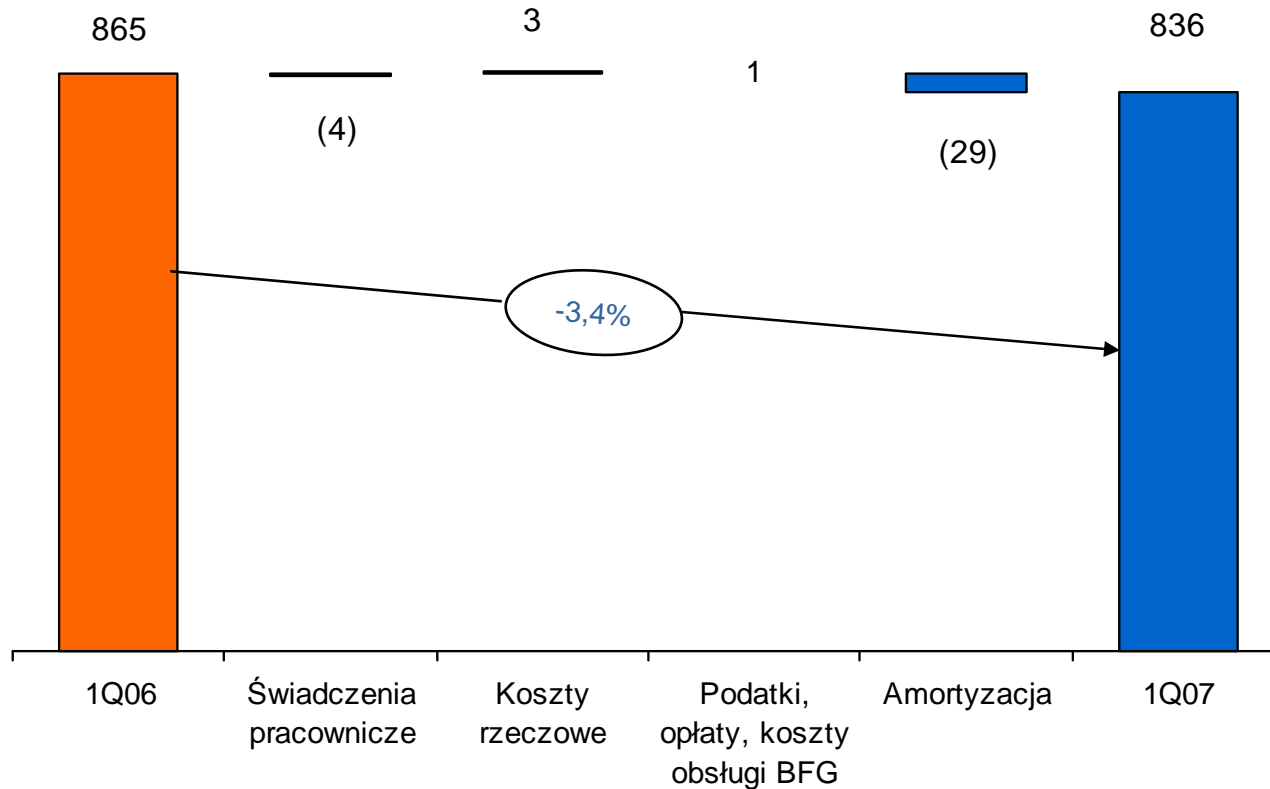 865
3
836
1
(4)
(29)
-3,4%
1Q06
Świadczenia
pracownicze
Koszty
rzeczowe
Podatki,
opłaty, koszty
obsługi BFG
Amortyzacja
1Q07